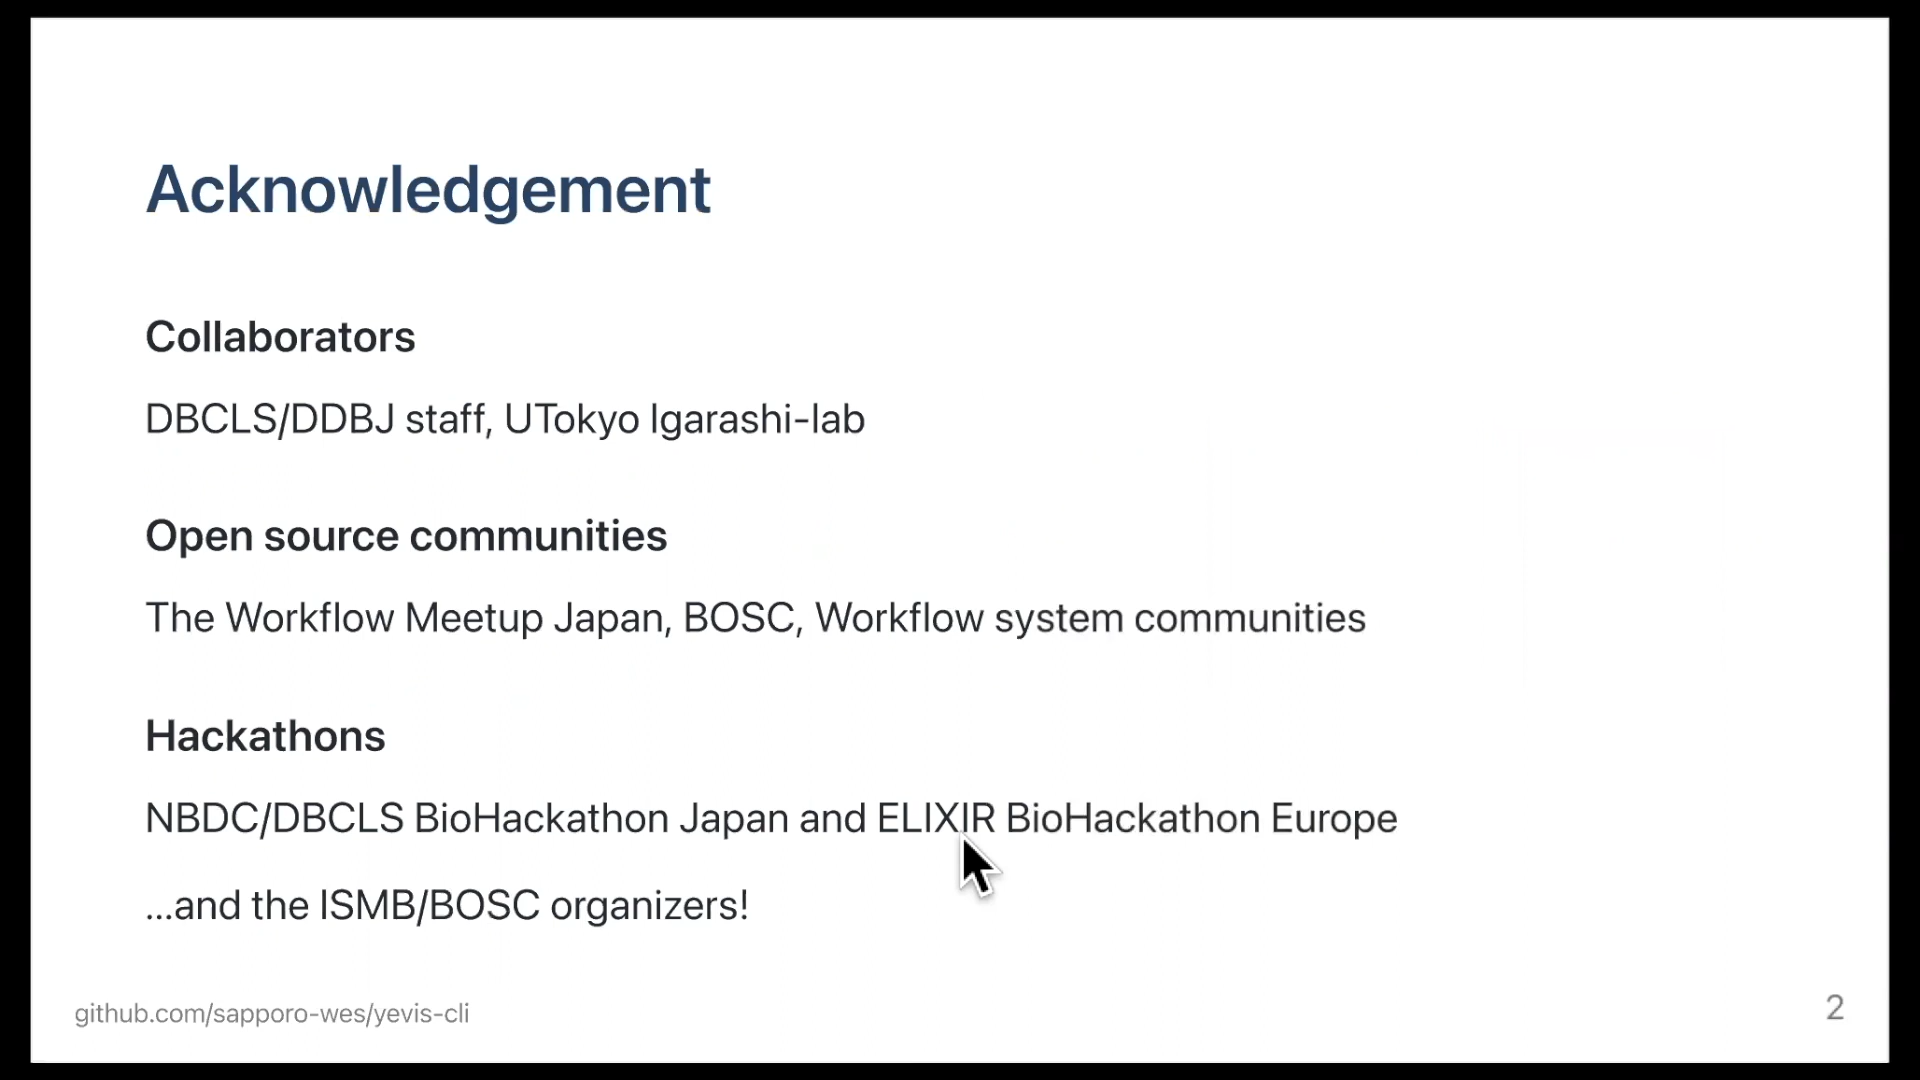 Acknowledgement
Collaborators
DBCLS/DDBJ staff, UTokyo Igarashi-lab
Open source communities
The Workflow Meetup Japan, BOSC, Workflow system communities
Hackathons
NBDC/DBCLS BioHackathon Japan and ELIXIR BioHackathon Europe
...and the ISMB/BOSC organizers!
github.com/sapporo-wes/yevis-cli
2